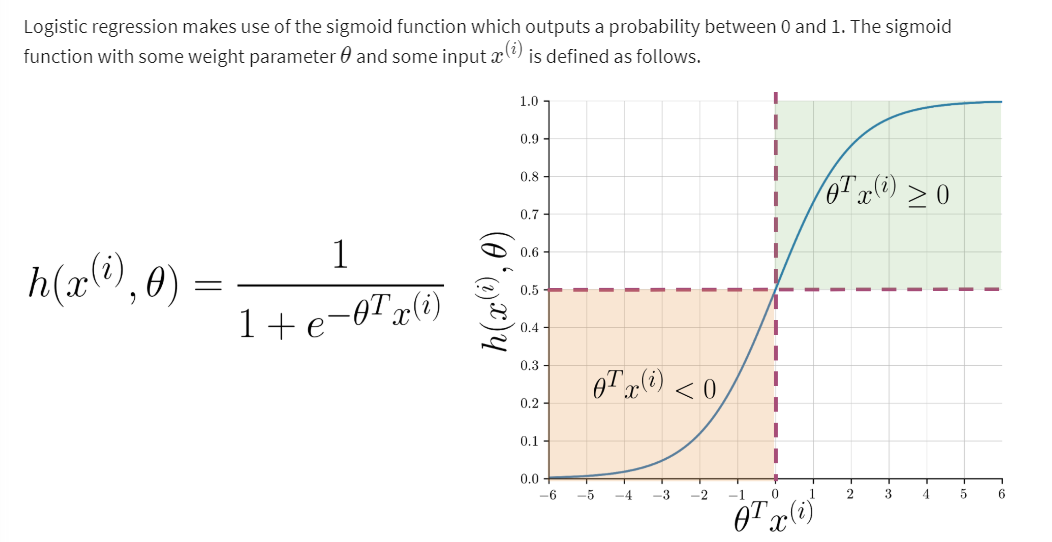 Logistic regression makes use of the sigmoid function which outputs a probability between 0 and 1. The sigmoid
function with some weight parameter θ and some input x^(i) is defined as follows.
h(x^(i), θ) = 1 / (1 + e^(−θ^T x^(i)))
h(x^(i), θ)
1.0
0.9
0.8
0.7
0.6
0.5
0.4
0.3
0.2
0.1
0.0
θ^T x^(i) ≥ 0
θ^T x^(i) < 0
−6 −5 −4 −3 −2 −1 0 1 2 3 4 5 6
θ^T x^(i)